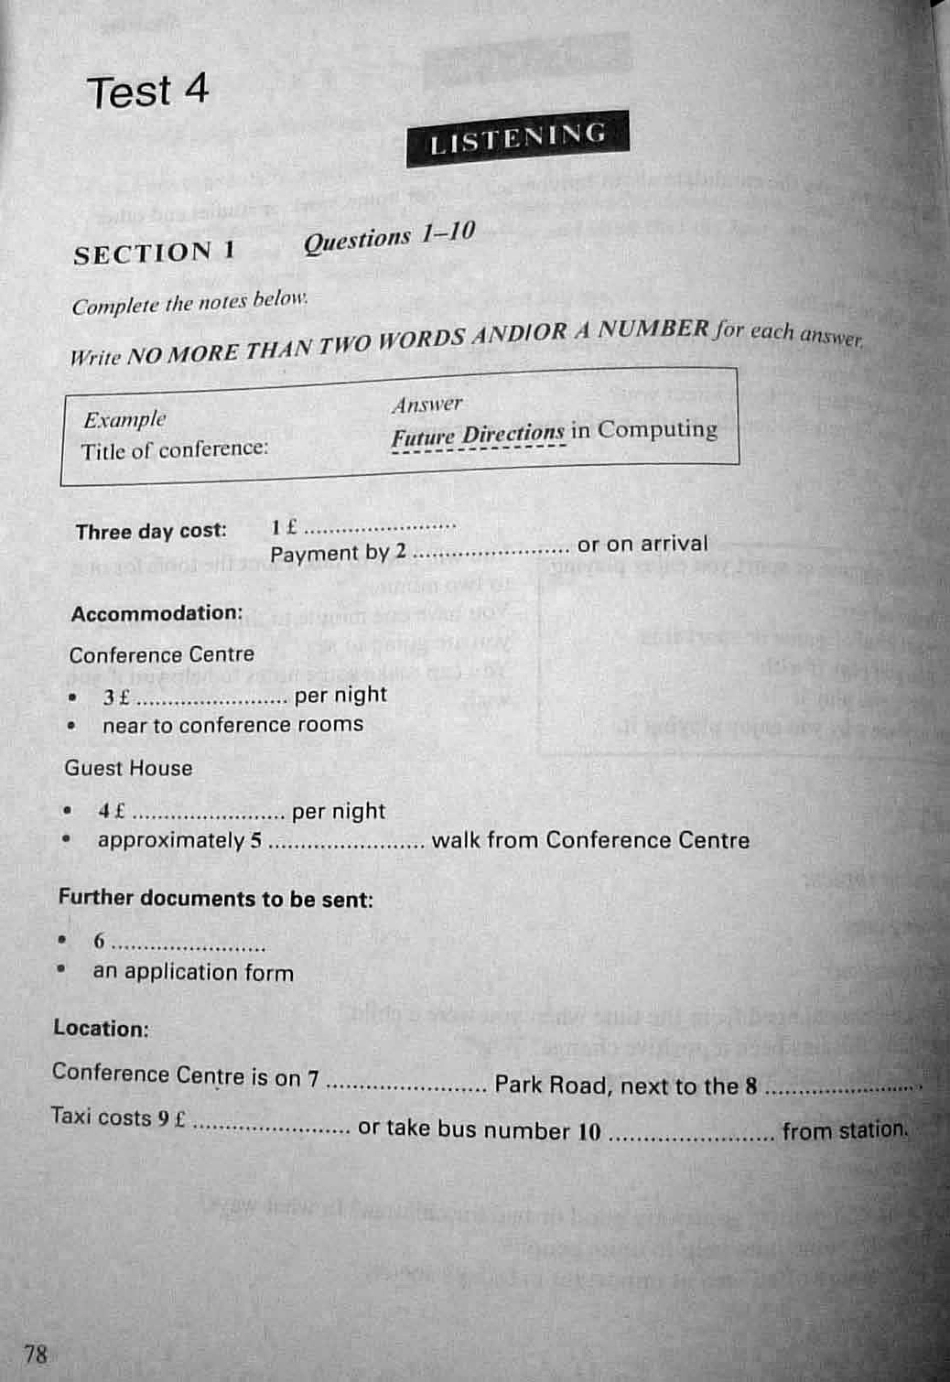 Test 4
LISTENING
SECTION 1 Questions 1–10
Complete the notes below.
Write NO MORE THAN TWO WORDS AND/OR A NUMBER for each answer.
Example Answer
Title of conference: Future Directions in Computing
Three day cost: 1 £ ........................
Payment by 2 ........................ or on arrival
Accommodation:
Conference Centre
• 3 £ ........................ per night
• near to conference rooms
Guest House
• 4 £ ........................ per night
• approximately 5 ........................ walk from Conference Centre
Further documents to be sent:
• 6 ........................
• an application form
Location:
Conference Centre is on 7 ........................ Park Road, next to the 8 ........................
Taxi costs 9 £ ........................ or take bus number 10 ........................ from station.
78